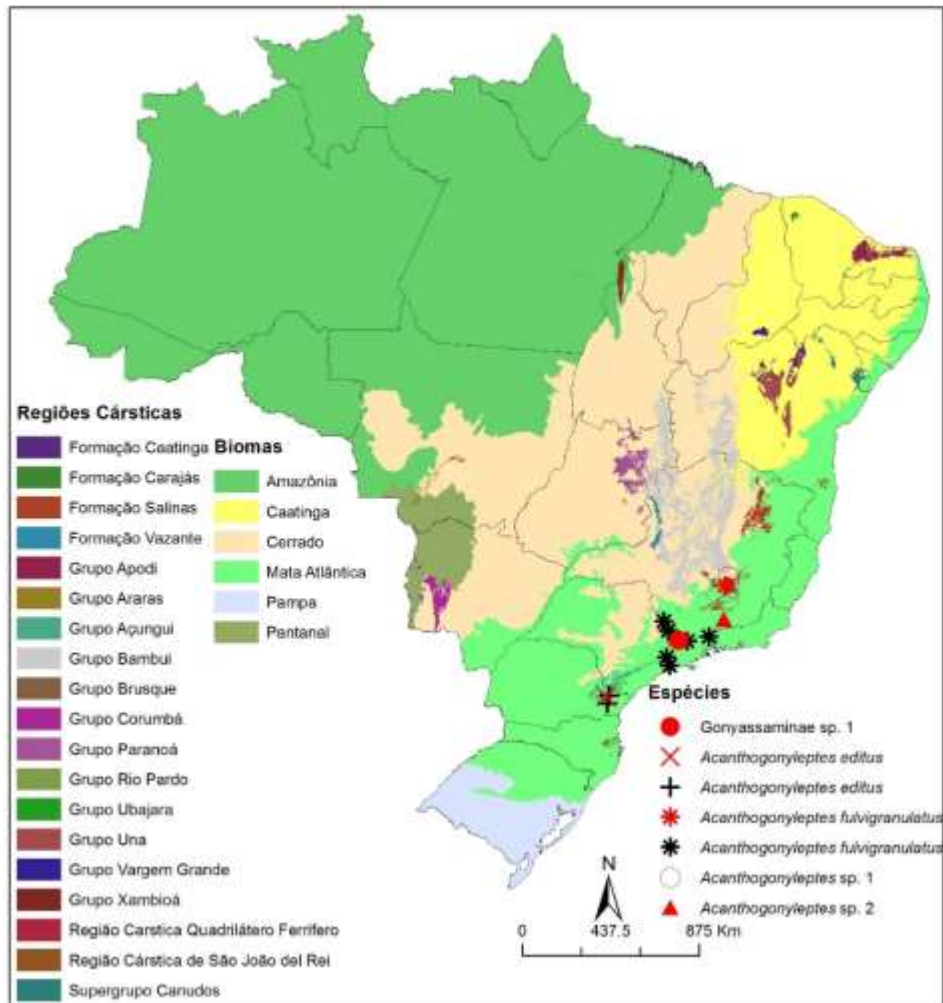 Regiões Cársticas
Formação Caatinga
Formação Carajás
Formação Salinas
Formação Vazante
Grupo Apodi
Grupo Araras
Grupo Açungui
Grupo Bambuí
Grupo Brusque
Grupo Corumbá
Grupo Paranoá
Grupo Rio Pardo
Grupo Ubajara
Grupo Una
Grupo Vargem Grande
Grupo Xambioá
Região Carstica Quadrilátero Ferrífero
Região Cárstica de São João del Rei
Supergrupo Canudos
Biomas
Amazônia
Caatinga
Cerrado
Mata Atlântica
Pampa
Pantanal
Espécies
Gonyassaminae sp. 1
Acanthogonyleptes editus
Acanthogonyleptes editus
Acanthogonyleptes fulvigranulatus
Acanthogonyleptes fulvigranulatus
Acanthogonyleptes sp. 1
Acanthogonyleptes sp. 2
N
0 437.5 875 Km